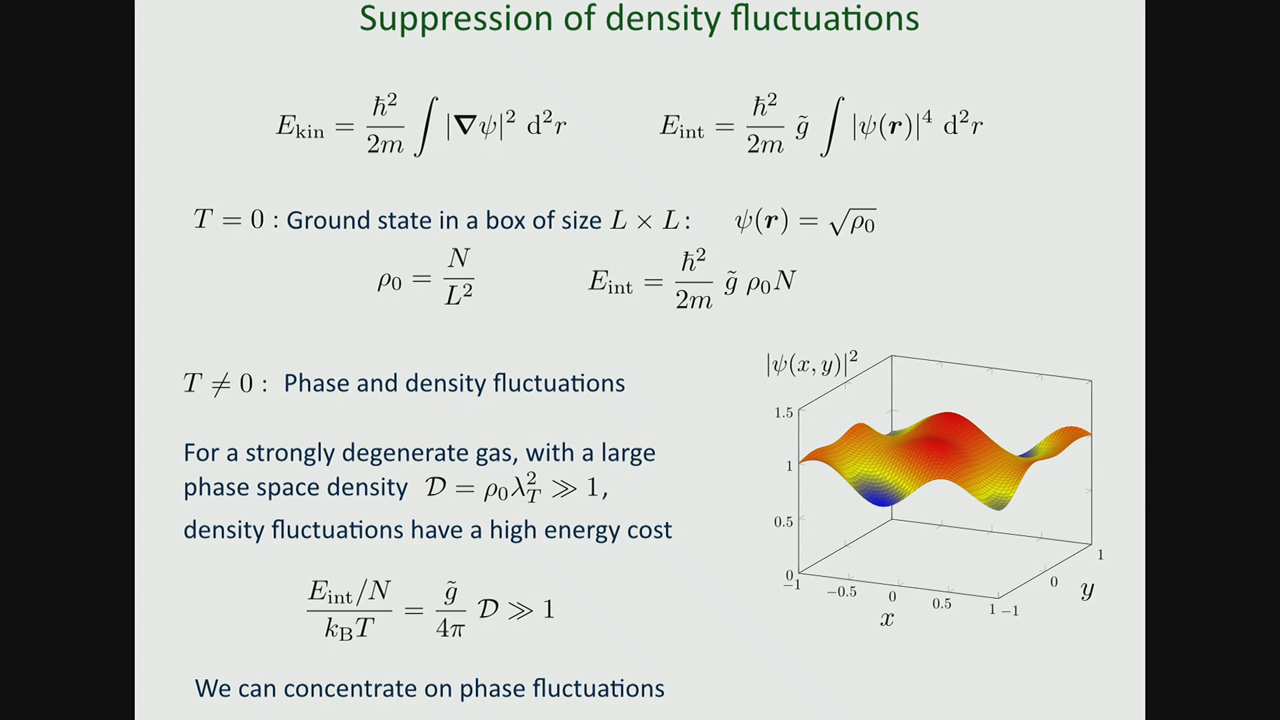 Suppression of density fluctuations
E_kin = ħ²/2m ∫ |∇ψ|² d²r    E_int = ħ²/2m g̃ ∫ |ψ(r)|⁴ d²r
T = 0 : Ground state in a box of size L × L :    ψ(r) = √ρ₀
ρ₀ = N/L²    E_int = ħ²/2m g̃ ρ₀N
T ≠ 0 : Phase and density fluctuations
For a strongly degenerate gas, with a large
phase space density 𝒟 = ρ₀λ_T² ≫ 1,
density fluctuations have a high energy cost
(E_int/N)/(k_BT) = g̃/4π 𝒟 ≫ 1
We can concentrate on phase fluctuations
|ψ(x, y)|²
1.5
1
0.5
0
−1 −0.5 0 0.5 1
x
−1 0 1
y